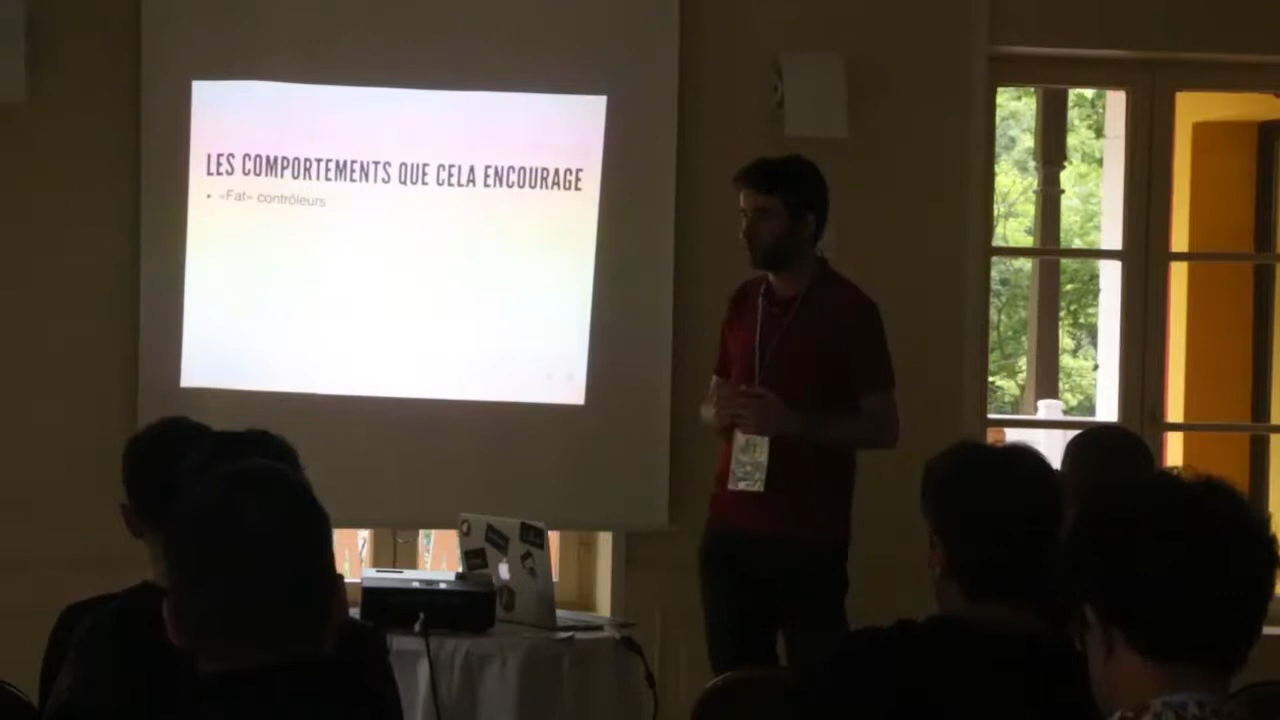 LES COMPORTEMENTS QUE CELA ENCOURAGE
• «Fat» contrôleurs